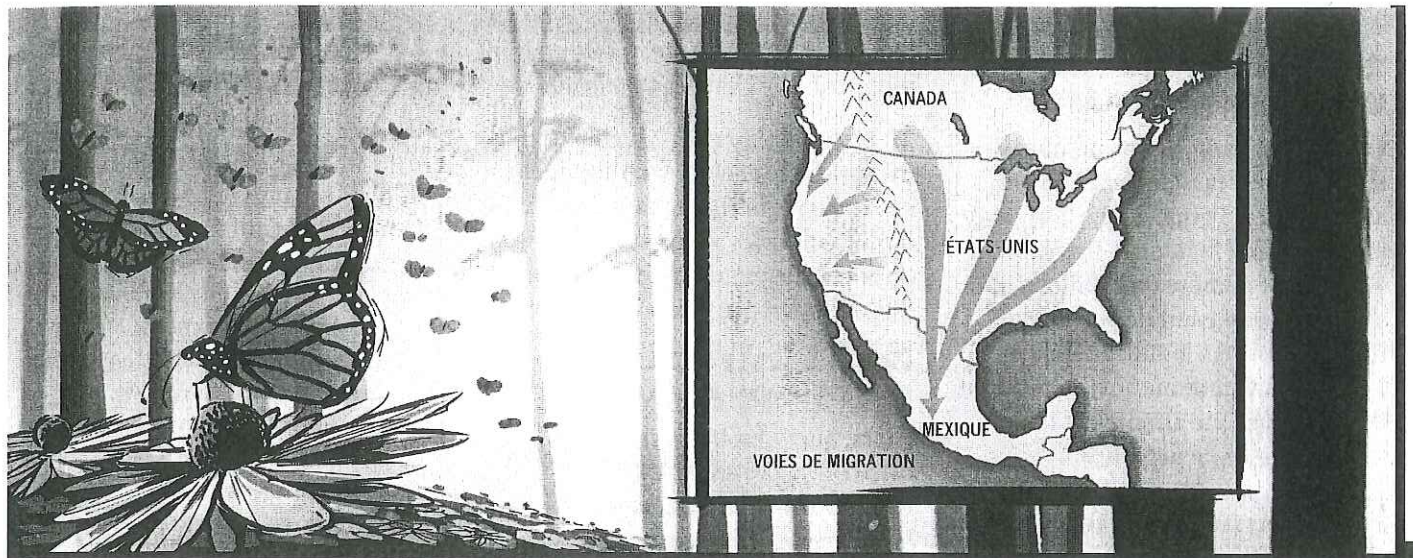 CANADA
ÉTATS-UNIS
MEXIQUE
VOIES DE MIGRATION